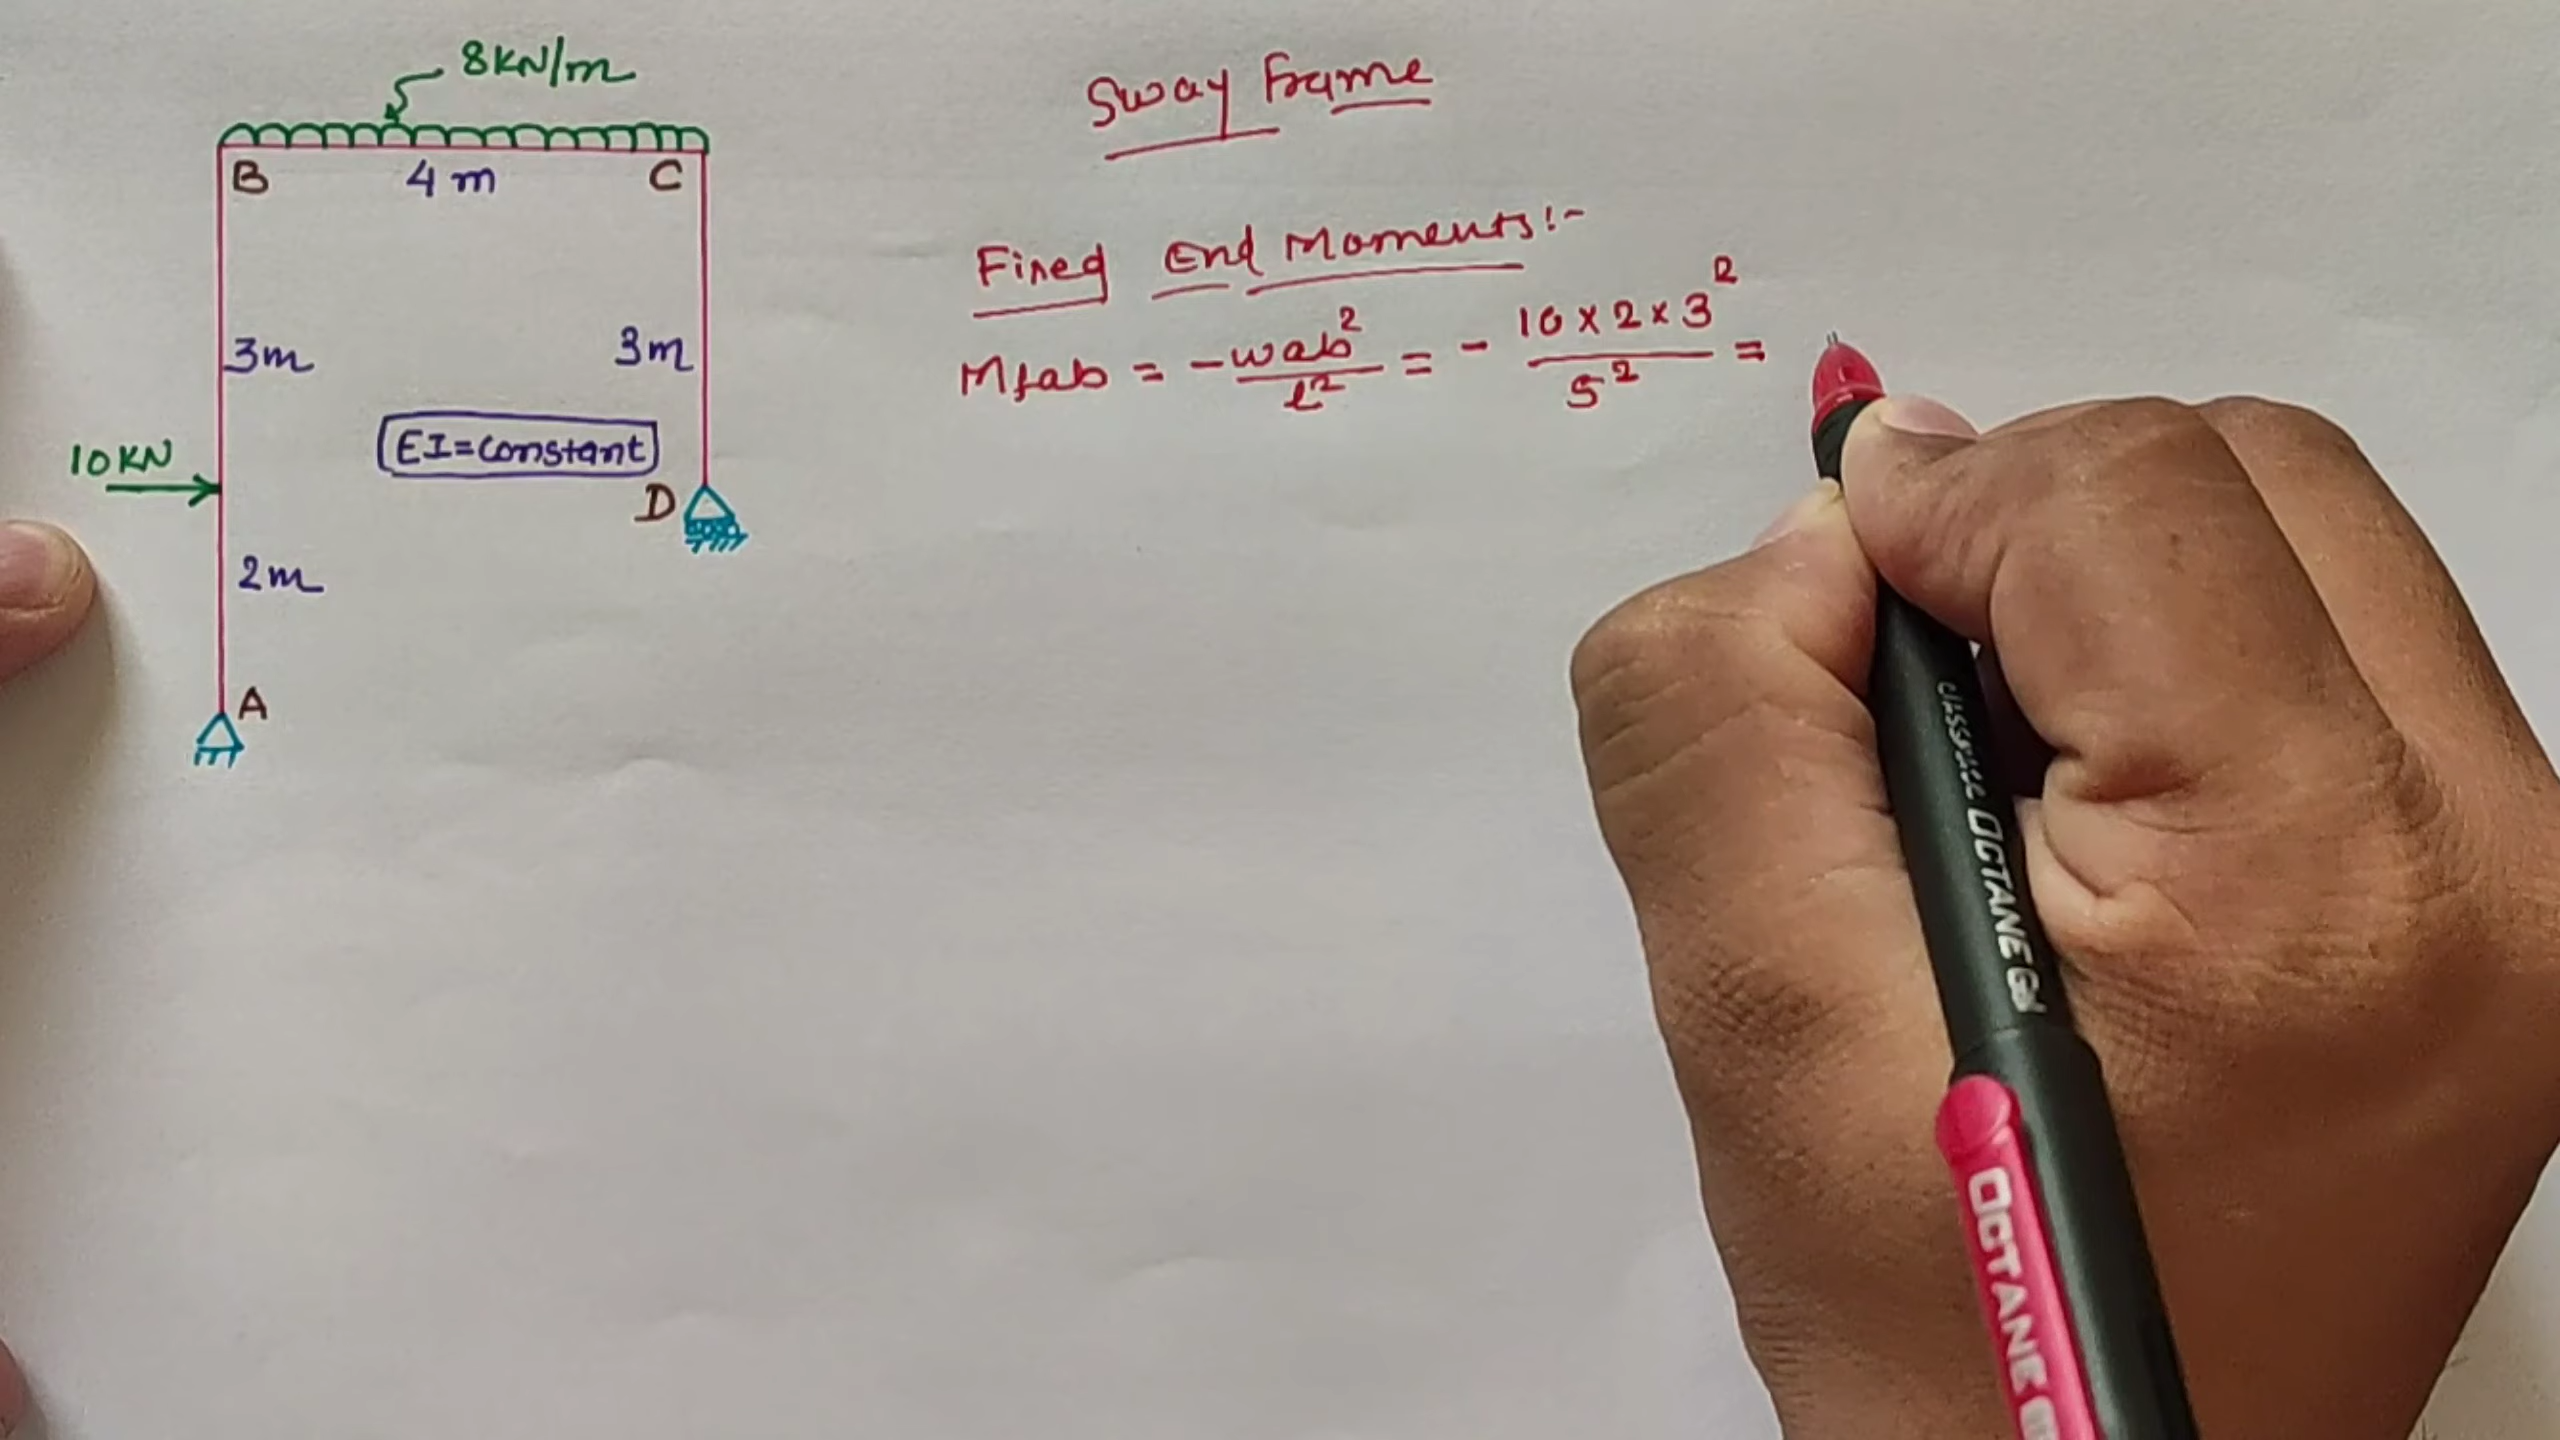 8KN/m
B 4m C
3m
3m
10KN
EI=constant
D
2m
A
Sway Frame
Fixed End Moments:-
Mfab = -wab²/l² = - 10×2×3²/5² =
CLASSMATE OCTANE Gel
OCTANE